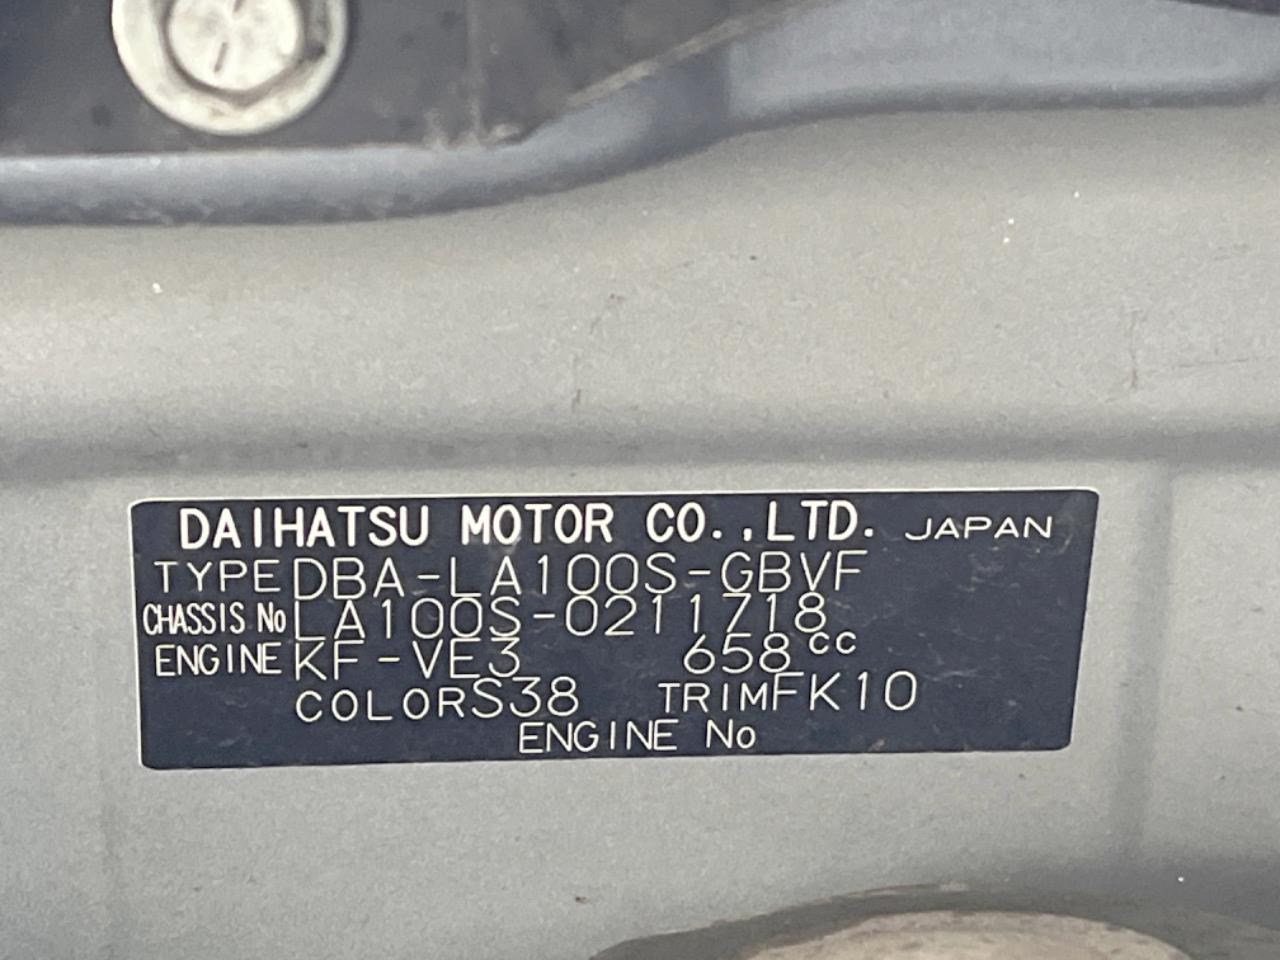 DAIHATSU MOTOR CO.,LTD. JAPAN
TYPE DBA-LA100S-GBVF
CHASSIS No LA100S-0211718
ENGINE KF-VE3 658cc
COLOR S38 TRIM FK10
ENGINE No